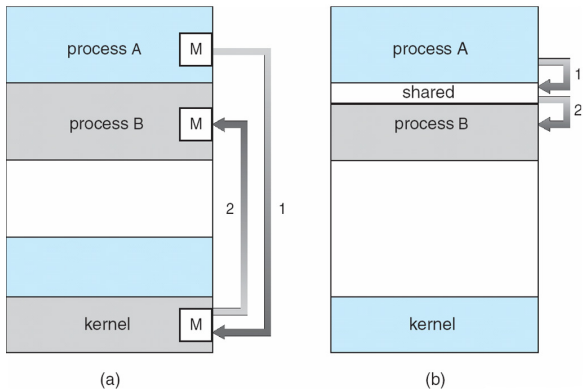 process A
M
process B
M
2
1
kernel
M
(a)
process A
1
shared
2
process B
kernel
(b)